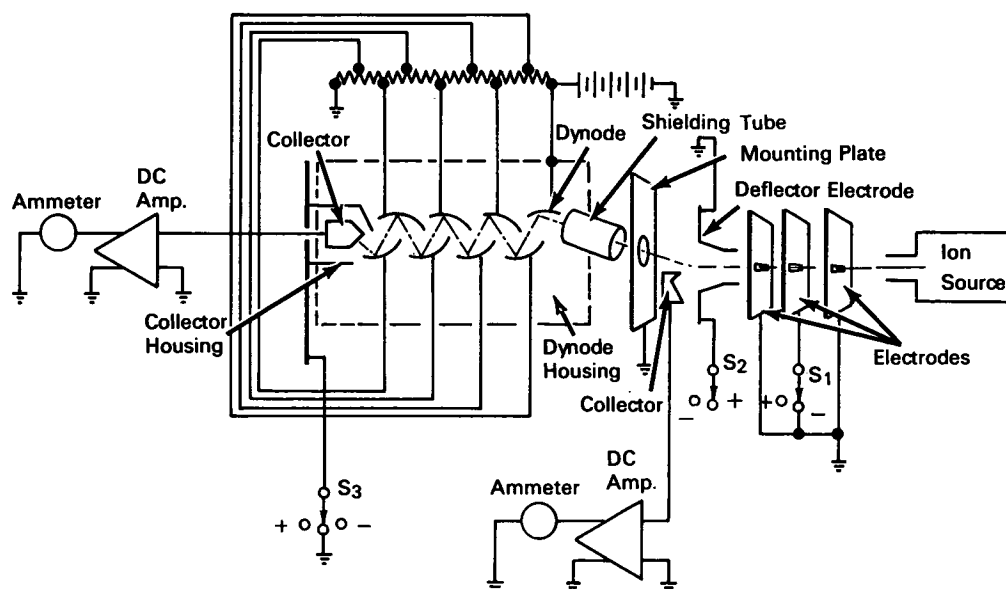 Collector
Dynode
Shielding Tube
Mounting Plate
Deflector Electrode
DC
Amp.
Ammeter
Ion
Source
Collector
Housing
Dynode
Housing
Collector
Electrodes
S2
− +
S1
+ −
S3
+ −
Ammeter
DC
Amp.